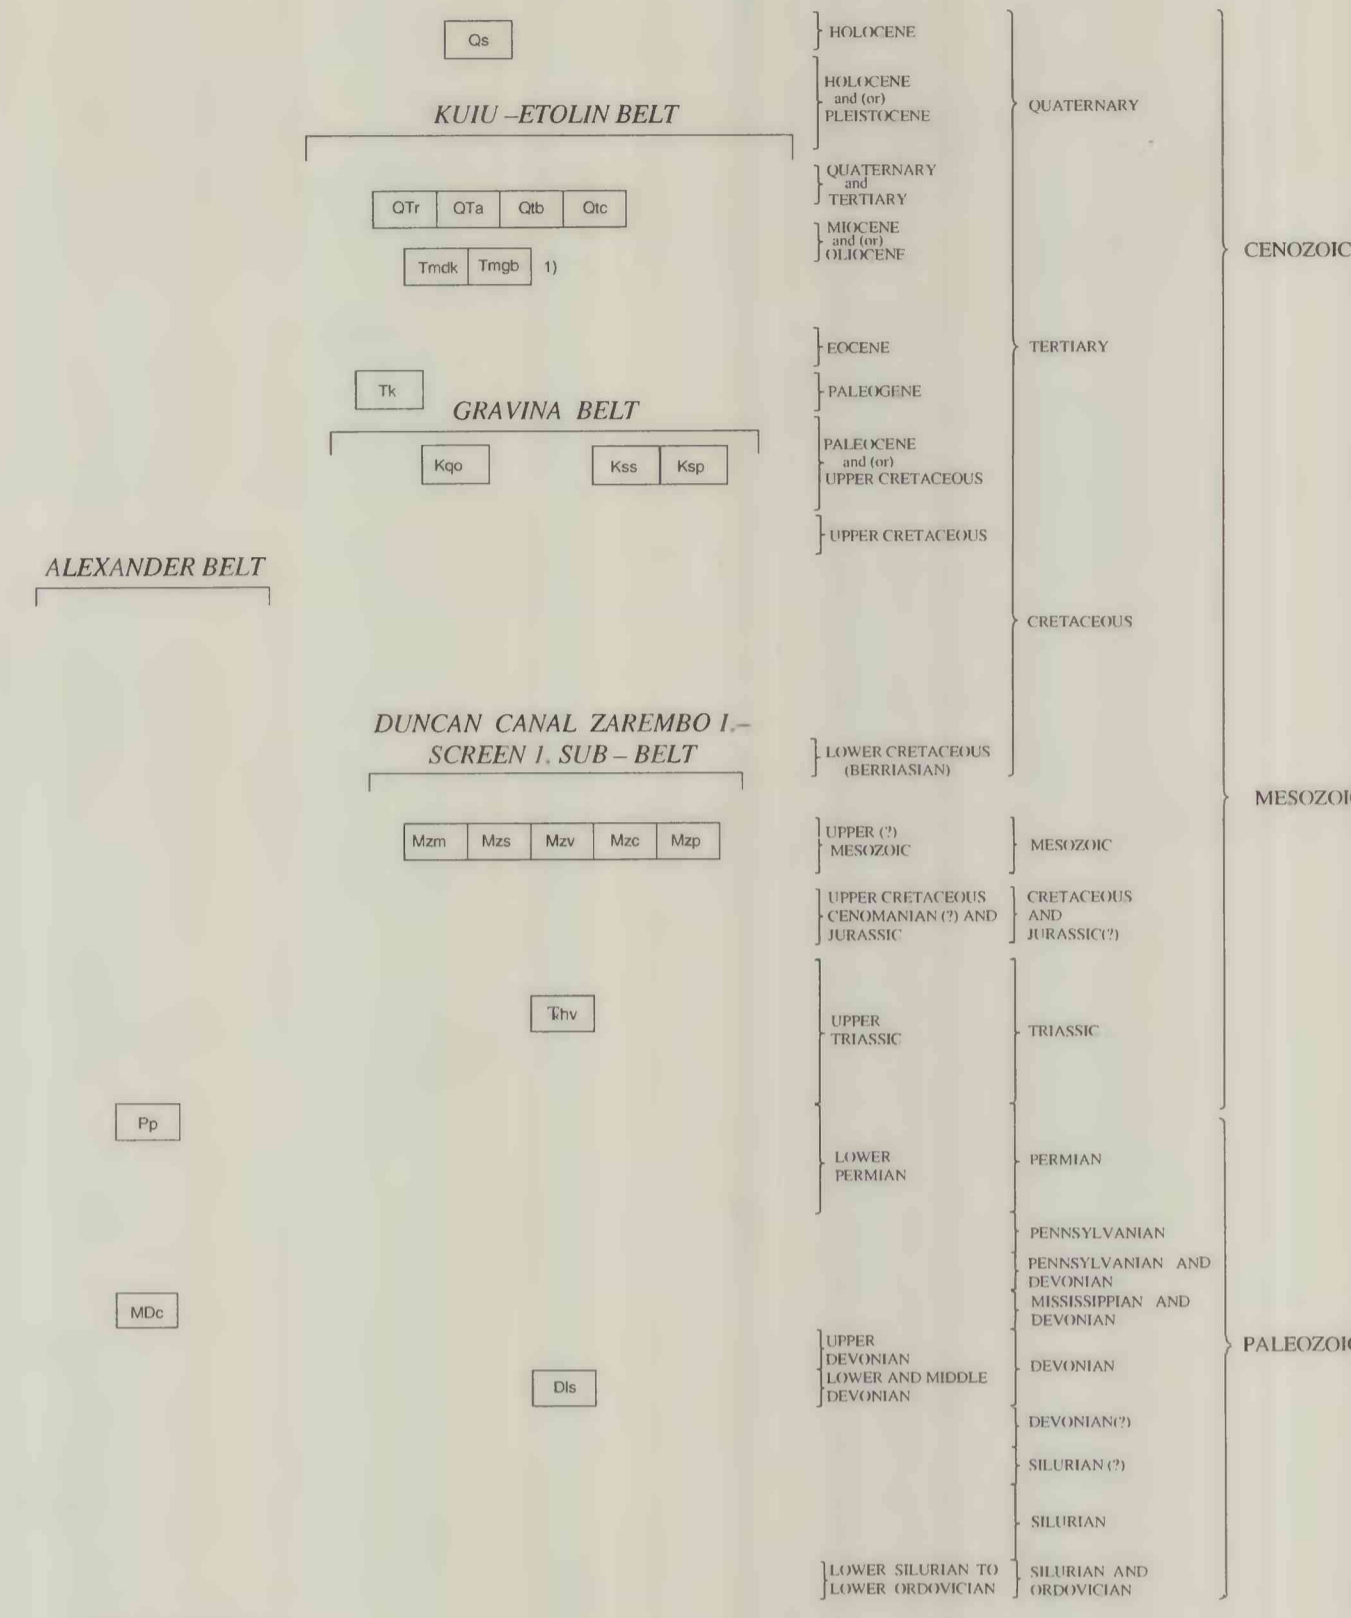 Qs
HOLOCENE
HOLOCENE
and (or)
PLEISTOCENE
QUATERNARY
KUIU –ETOLIN BELT
QUATERNARY
and
TERTIARY
QTr QTa Qtb Qtc
MIOCENE
and (or)
OLIOCENE
CENOZOIC
Tmdk Tmgb 1)
EOCENE
TERTIARY
Tk
PALEOGENE
GRAVINA BELT
Kqo Kss Ksp
PALEOCENE
and (or)
UPPER CRETACEOUS
UPPER CRETACEOUS
ALEXANDER BELT
CRETACEOUS
DUNCAN CANAL ZAREMBO I.–
SCREEN I. SUB – BELT
LOWER CRETACEOUS
(BERRIASIAN)
MESOZOIC
Mzm Mzs Mzv Mzc Mzp
UPPER (?)
MESOZOIC
MESOZOIC
UPPER CRETACEOUS
CENOMANIAN (?) AND
JURASSIC
CRETACEOUS
AND
JURASSIC(?)
Ꞇhv
UPPER
TRIASSIC
TRIASSIC
Pp
LOWER
PERMIAN
PERMIAN
PENNSYLVANIAN
PENNSYLVANIAN AND
DEVONIAN
MDc
MISSISSIPPIAN AND
DEVONIAN
UPPER
DEVONIAN
LOWER AND MIDDLE
DEVONIAN
DEVONIAN
PALEOZOIC
Dls
DEVONIAN(?)
SILURIAN (?)
SILURIAN
LOWER SILURIAN TO
LOWER ORDOVICIAN
SILURIAN AND
ORDOVICIAN